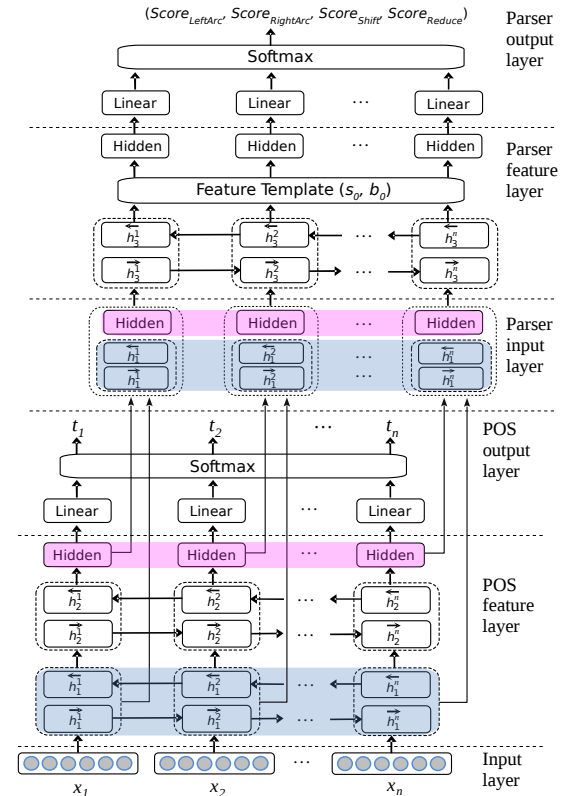 (Score_LeftArc, Score_RightArc, Score_Shift, Score_Reduce)
Parser
output
layer
Softmax
Linear Linear ... Linear
Hidden Hidden ... Hidden
Parser
feature
layer
Feature Template (s_0, b_0)
←h_3^1 ←h_3^2 ... ←h_3^n
→h_3^1 →h_3^2 ... →h_3^n
Parser
input
layer
Hidden Hidden ... Hidden
←h_1^1 ←h_1^2 ... ←h_1^n
→h_1^1 →h_1^2 ... →h_1^n
POS
output
layer
t_1 t_2 ... t_n
Softmax
Linear Linear ... Linear
Hidden Hidden ... Hidden
POS
feature
layer
←h_2^1 ←h_2^2 ... ←h_2^n
→h_2^1 →h_2^2 ... →h_2^n
←h_1^1 ←h_1^2 ... ←h_1^n
→h_1^1 →h_1^2 ... →h_1^n
Input
layer
...
x_1 x_2 x_n